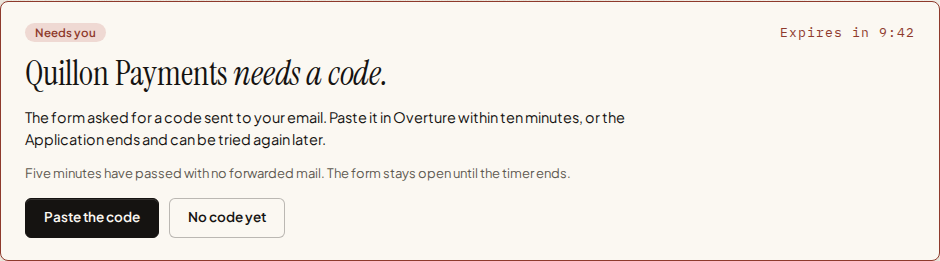 Needs you
Expires in 9:42
Quillon Payments needs a code.
The form asked for a code sent to your email. Paste it in Overture within ten minutes, or the
Application ends and can be tried again later.
Five minutes have passed with no forwarded mail. The form stays open until the timer ends.
Paste the code
No code yet